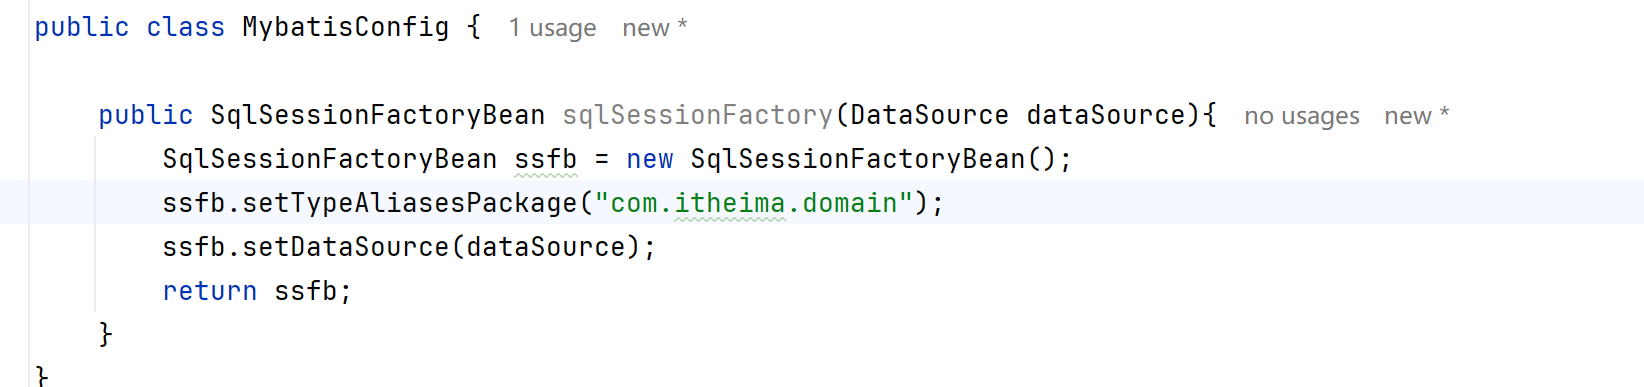 public class MybatisConfig { 1 usage new *
public SqlSessionFactoryBean sqlSessionFactory(DataSource dataSource){ no usages new *
SqlSessionFactoryBean ssfb = new SqlSessionFactoryBean();
ssfb.setTypeAliasesPackage("com.itheima.domain");
ssfb.setDataSource(dataSource);
return ssfb;
}
}